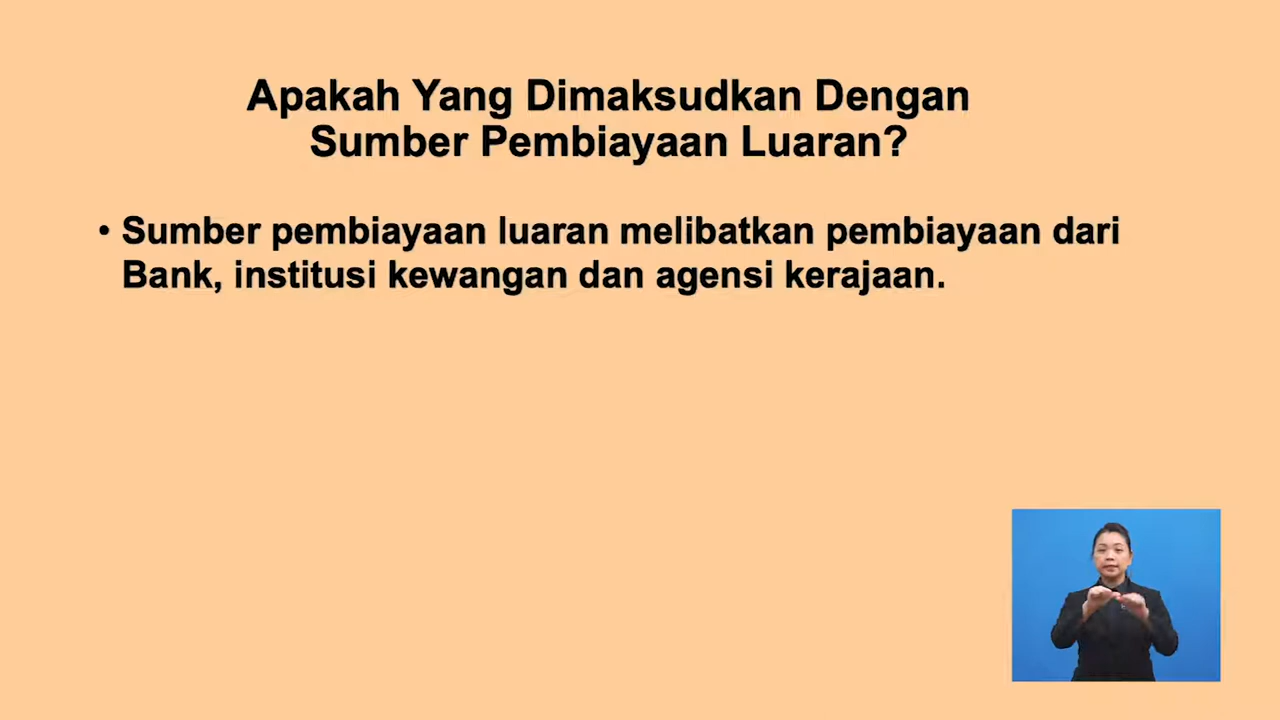 Apakah Yang Dimaksudkan Dengan
Sumber Pembiayaan Luaran?
• Sumber pembiayaan luaran melibatkan pembiayaan dari
Bank, institusi kewangan dan agensi kerajaan.